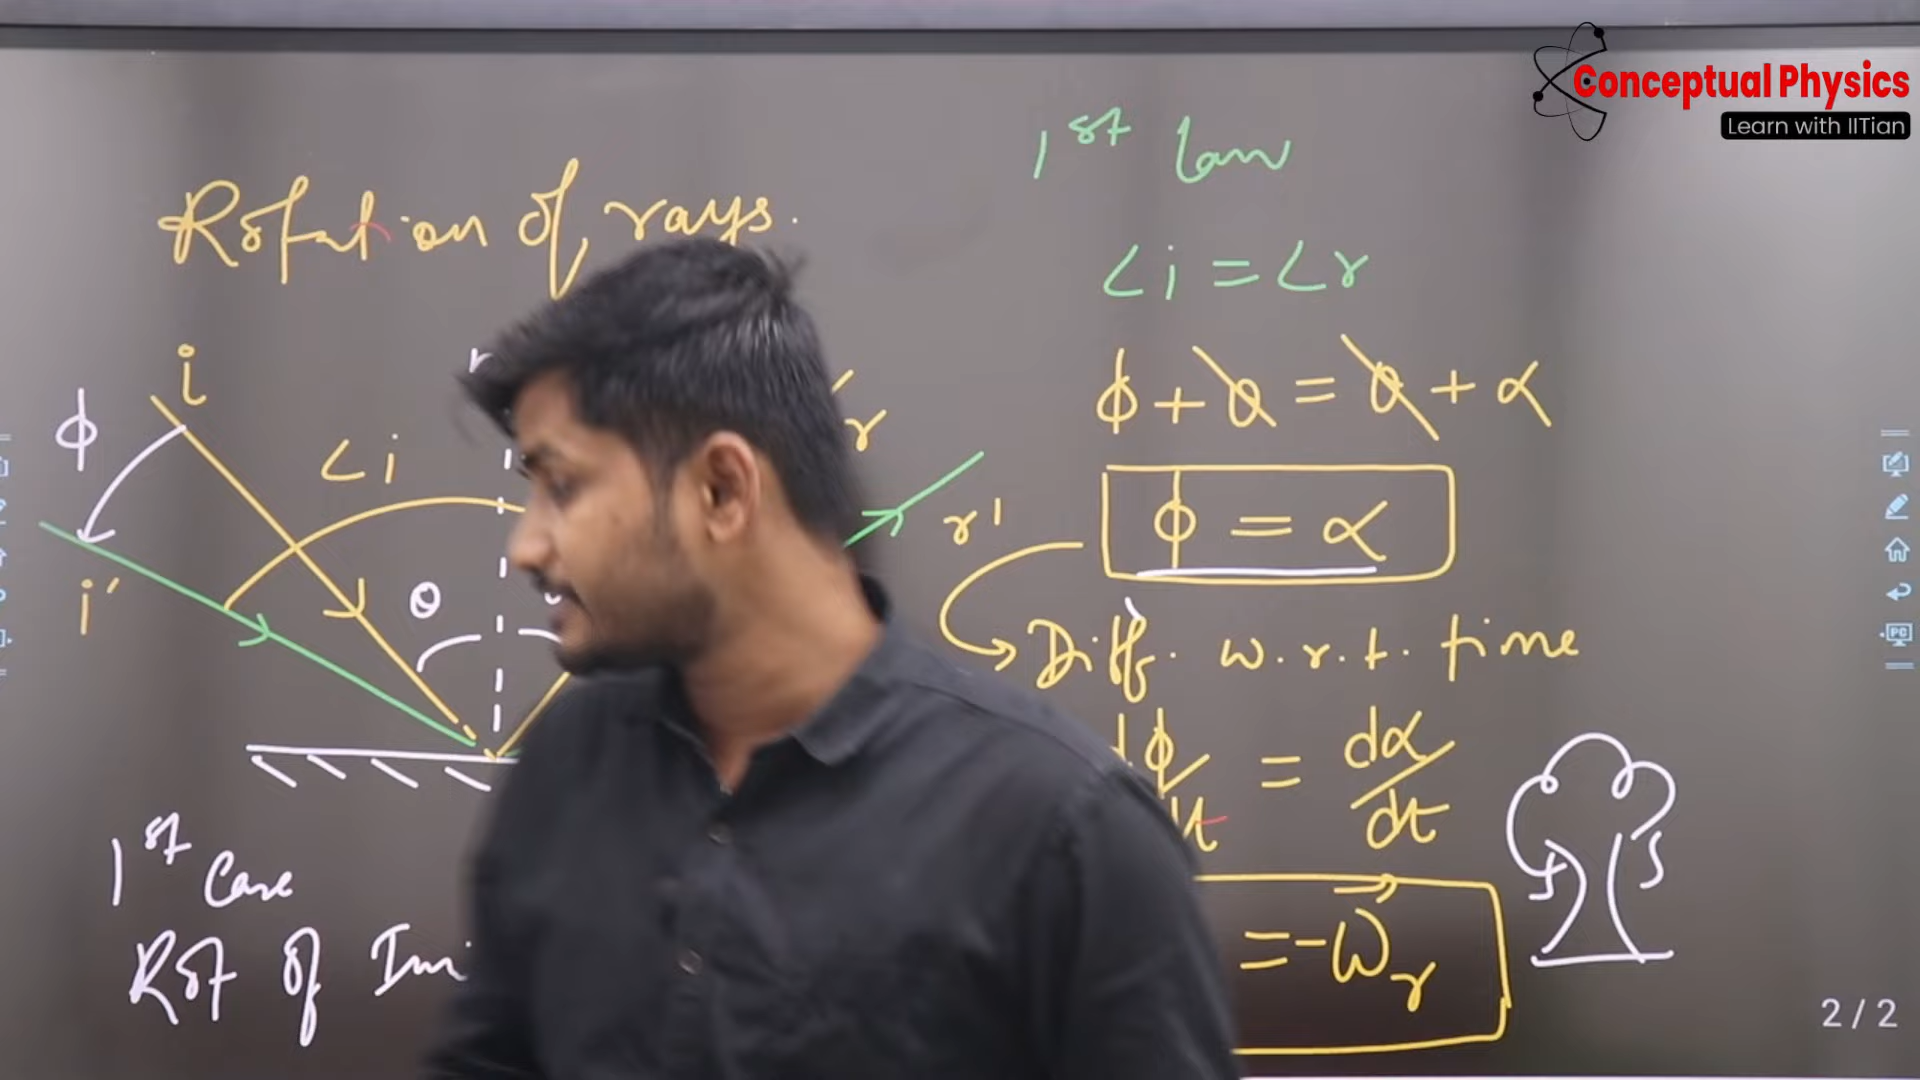 Conceptual Physics
Learn with IITian
1st law
Rotation of rays.
∠i = ∠r
i
ϕ
∠i
r
ϕ + θ = θ + α
ϕ = α
r'
i'
θ
Diff. w.r.t. time
dα/dt
= -ω⃗r
1st Case
Rot of
2/2